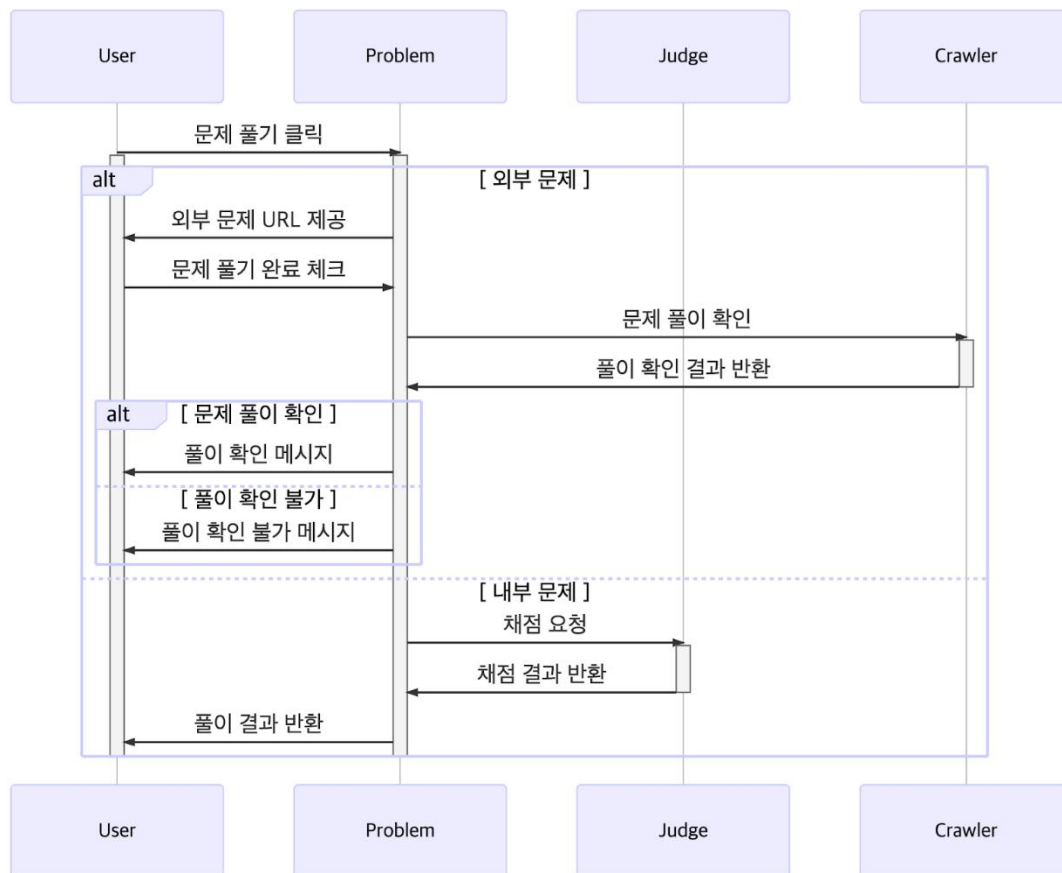 User Problem Judge Crawler
문제 풀기 클릭
alt [ 외부 문제 ]
외부 문제 URL 제공
문제 풀기 완료 체크
문제 풀이 확인
풀이 확인 결과 반환
alt [ 문제 풀이 확인 ]
풀이 확인 메시지
[ 풀이 확인 불가 ]
풀이 확인 불가 메시지
[ 내부 문제 ]
채점 요청
채점 결과 반환
풀이 결과 반환
User Problem Judge Crawler